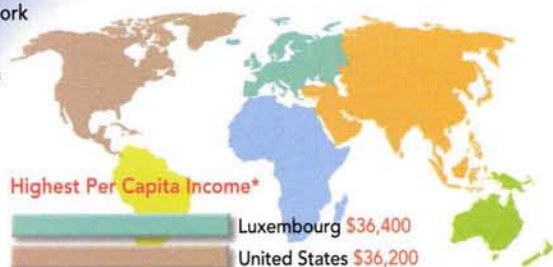 ork
Highest Per Capita Income*
Luxembourg $36,400
United States $36,200